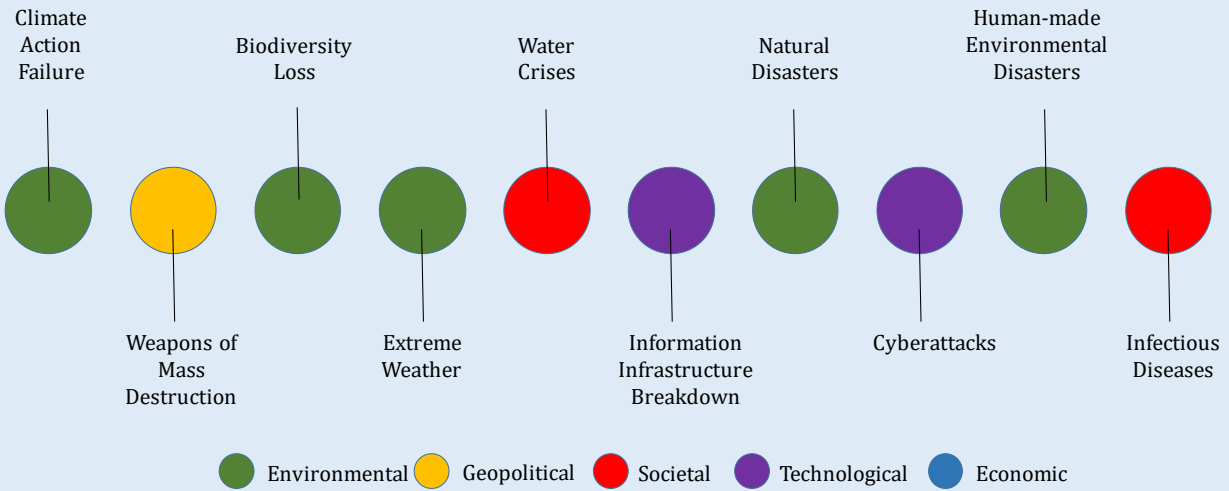 Climate
Action
Failure
Biodiversity
Loss
Water
Crises
Natural
Disasters
Human-made
Environmental
Disasters
Weapons of
Mass
Destruction
Extreme
Weather
Information
Infrastructure
Breakdown
Cyberattacks
Infectious
Diseases
Environmental
Geopolitical
Societal
Technological
Economic